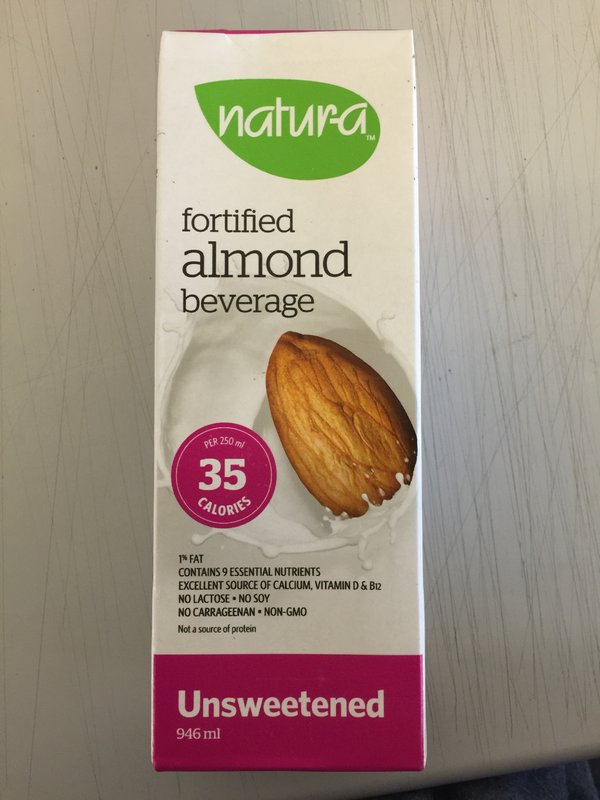 natur-a™
fortified
almond
beverage
PER 250 ml
35
CALORIES
1% FAT
CONTAINS 9 ESSENTIAL NUTRIENTS
EXCELLENT SOURCE OF CALCIUM, VITAMIN D & B12
NO LACTOSE • NO SOY
NO CARRAGEENAN • NON-GMO
Not a source of protein
Unsweetened
946 ml